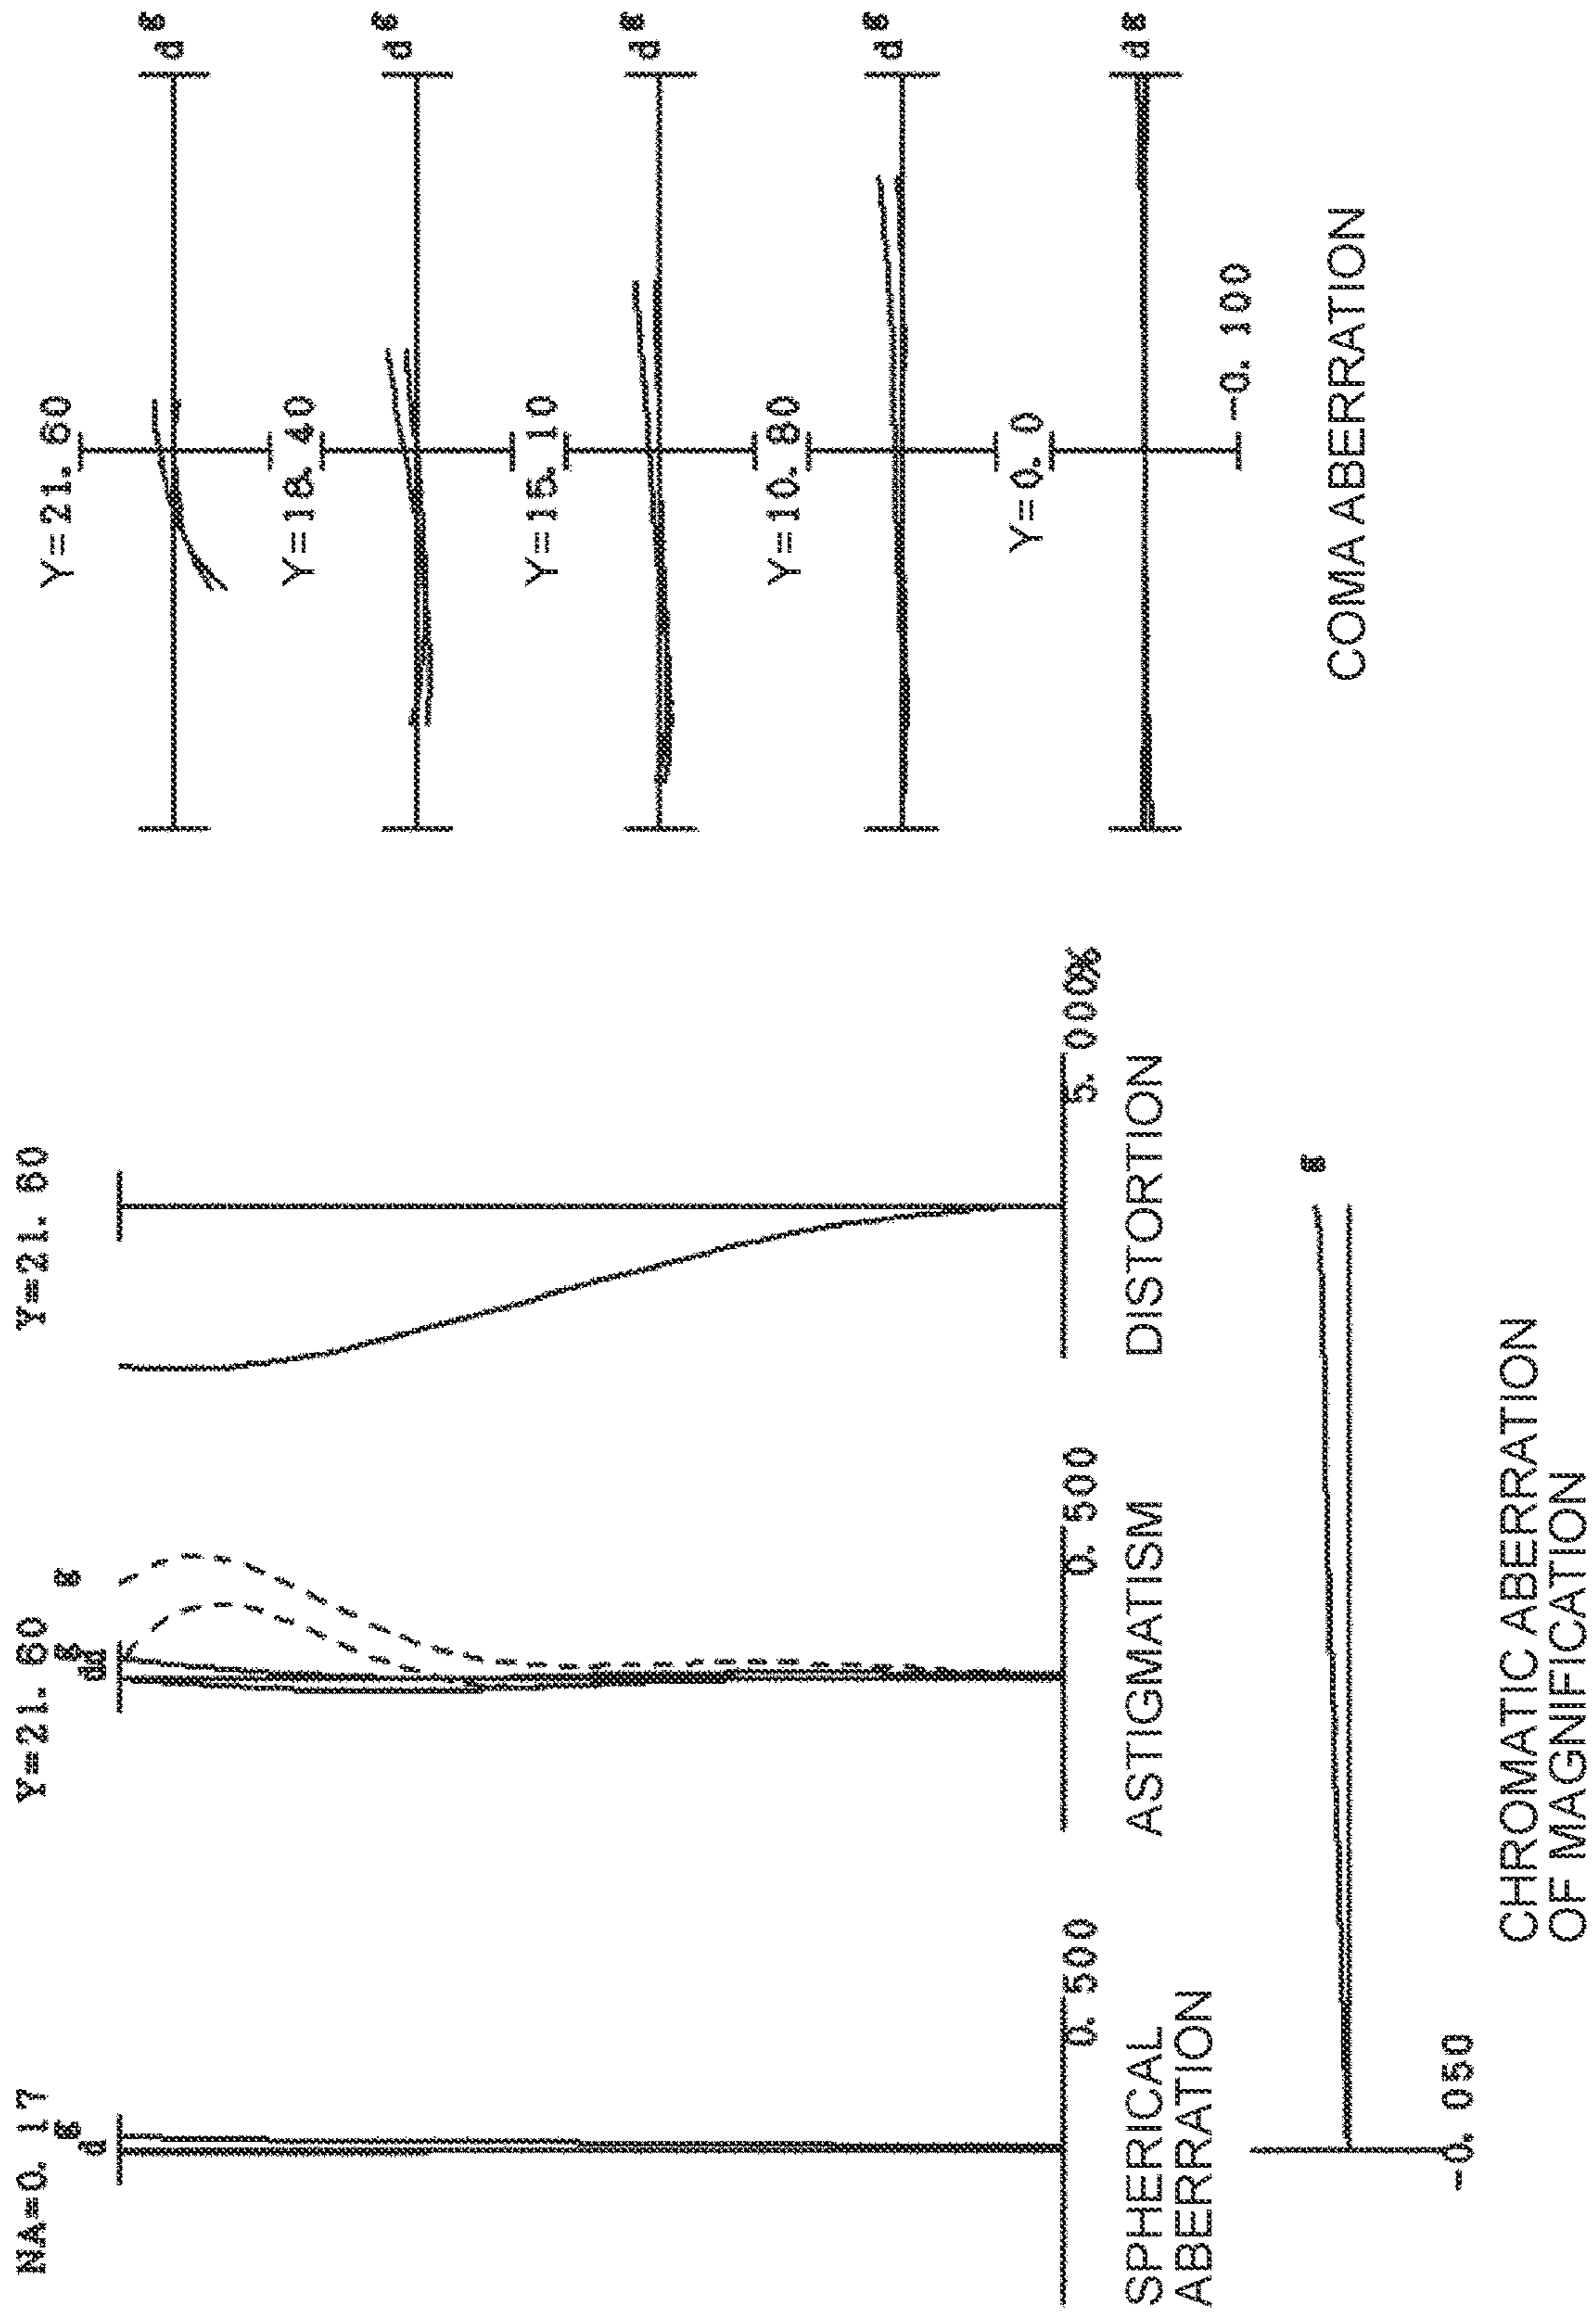 NA=0. 17
g
d
0. 500
SPHERICAL
ABERRATION
Y=21. 60
g
g
dd
0. 500
ASTIGMATISM
Y=21. 60
5. 000%
DISTORTION
g
-0. 050
CHROMATIC ABERRATION
OF MAGNIFICATION
Y=21. 60
d g
Y=18. 40
d g
Y=15. 10
d g
Y=10. 80
d g
Y=0. 0
d g
-0. 100
COMA ABERRATION